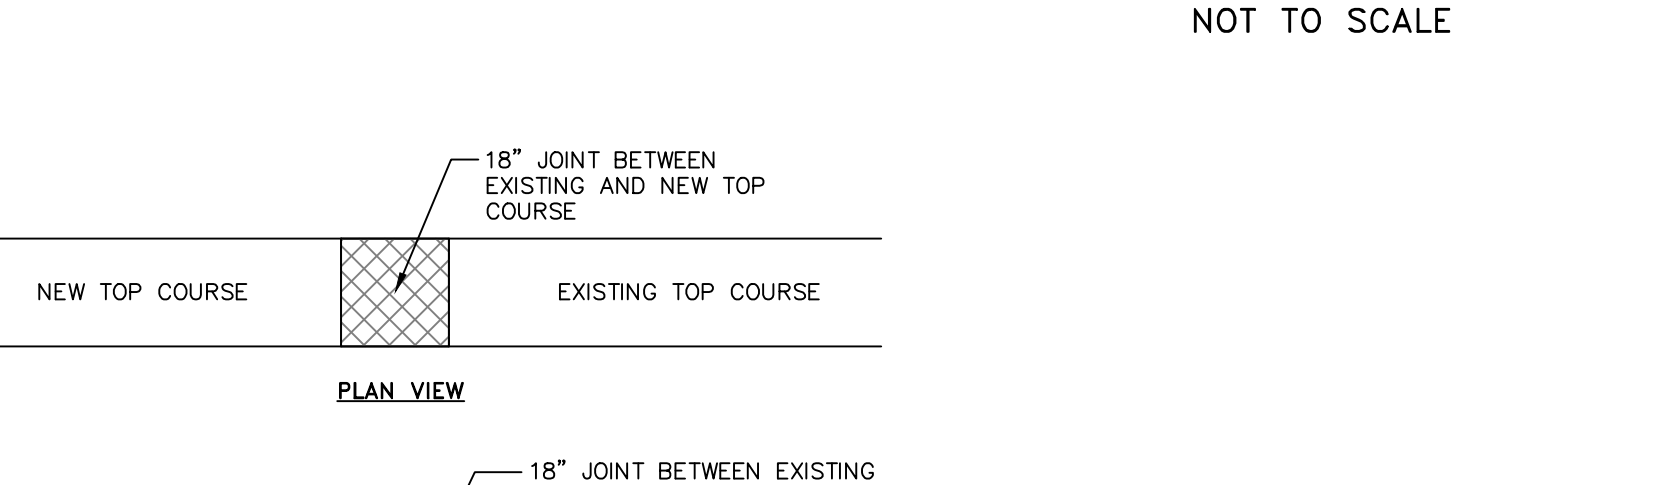 NOT TO SCALE
18” JOINT BETWEEN
EXISTING AND NEW TOP
COURSE
NEW TOP COURSE
EXISTING TOP COURSE
PLAN VIEW
18” JOINT BETWEEN EXISTING